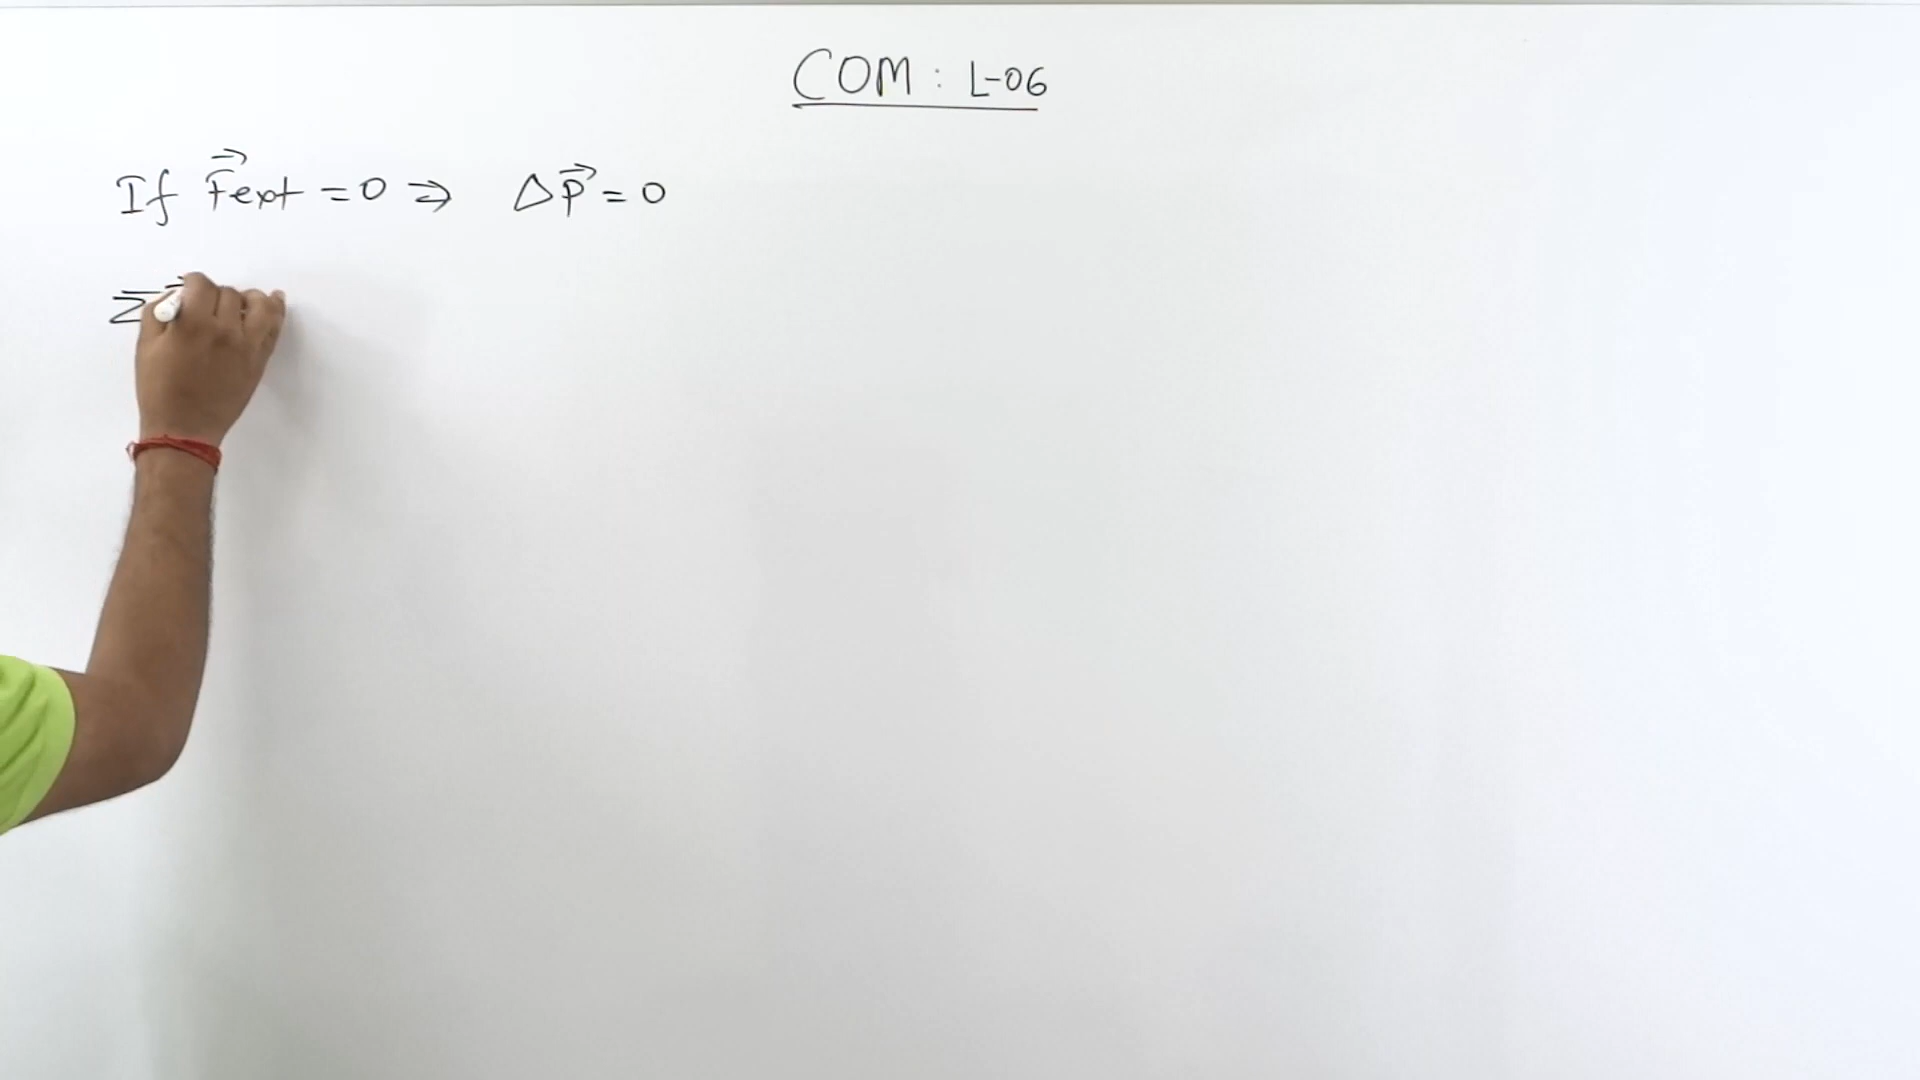 COM : L-06
If F⃗ext = 0 ⇒ ΔP⃗ = 0
Σ